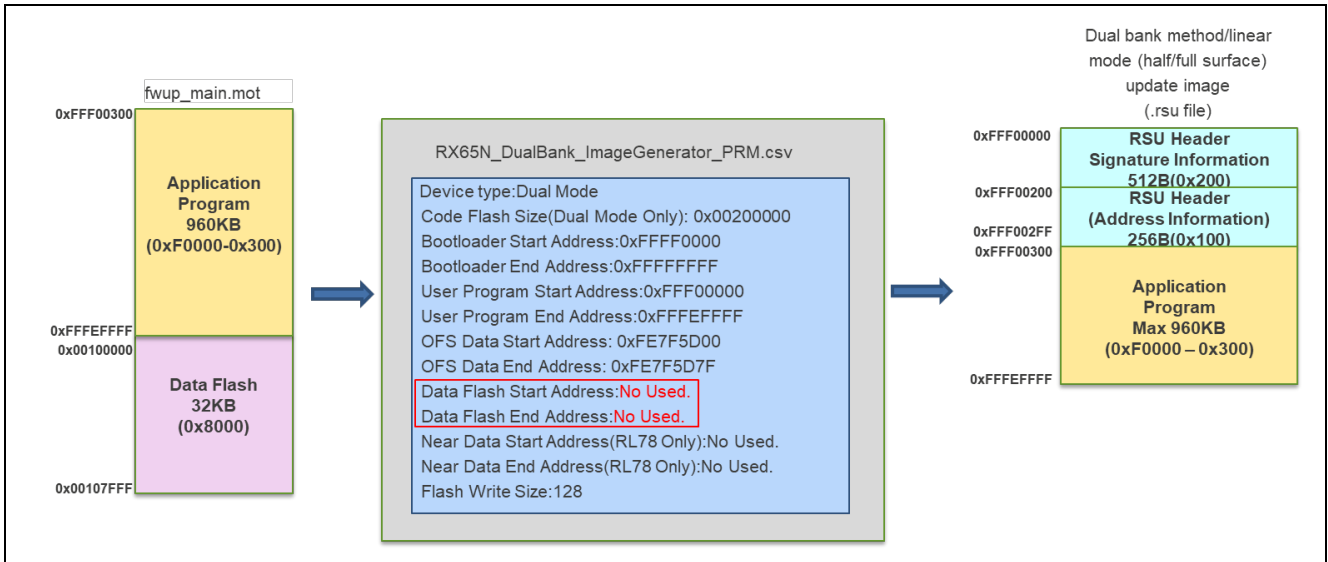 fwup_main.mot
0xFFF00300
Application
Program
960KB
(0xF0000-0x300)
0xFFFEFFFF
0x00100000
Data Flash
32KB
(0x8000)
0x00107FFF
RX65N_DualBank_ImageGenerator_PRM.csv
Device type:Dual Mode
Code Flash Size(Dual Mode Only): 0x00200000
Bootloader Start Address:0xFFFF0000
Bootloader End Address:0xFFFFFFFF
User Program Start Address:0xFFF00000
User Program End Address:0xFFFEFFFF
OFS Data Start Address: 0xFE7F5D00
OFS Data End Address: 0xFE7F5D7F
Data Flash Start Address:No Used.
Data Flash End Address:No Used.
Near Data Start Address(RL78 Only):No Used.
Near Data End Address(RL78 Only):No Used.
Flash Write Size:128
Dual bank method/linear
mode (half/full surface)
update image
(.rsu file)
0xFFF00000
RSU Header
Signature Information
512B(0x200)
0xFFF00200
RSU Header
(Address Information)
256B(0x100)
0xFFF002FF
0xFFF00300
Application
Program
Max 960KB
(0xF0000 – 0x300)
0xFFFEFFFF